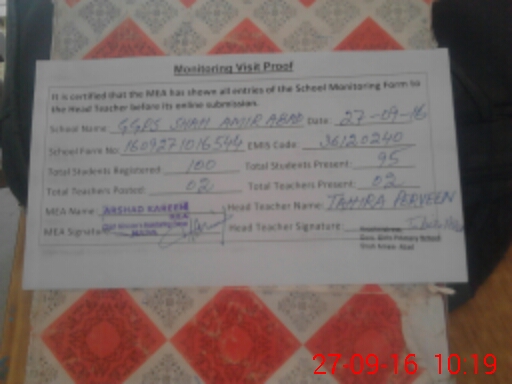 Monitoring Visit Proof
It is certified that the MEA has shown all entries of the School Monitoring Form to
the Head Teacher before its online submission.
School Name: GGPS SHAH AMIR ABAD Date: 27-09-16
School Form No: 1609271016544 EMIS Code: 36120240
Total Students Registered: 100 Total Students Present: 95
Total Teachers Posted: 02 Total Teachers Present: 02
MEA Name: ARSHAD KAREEM Head Teacher Name: TAHIRA PERVEEN
MEA
MEA Signature Head Teacher Signature:
Primary School
27-09-16 10:19